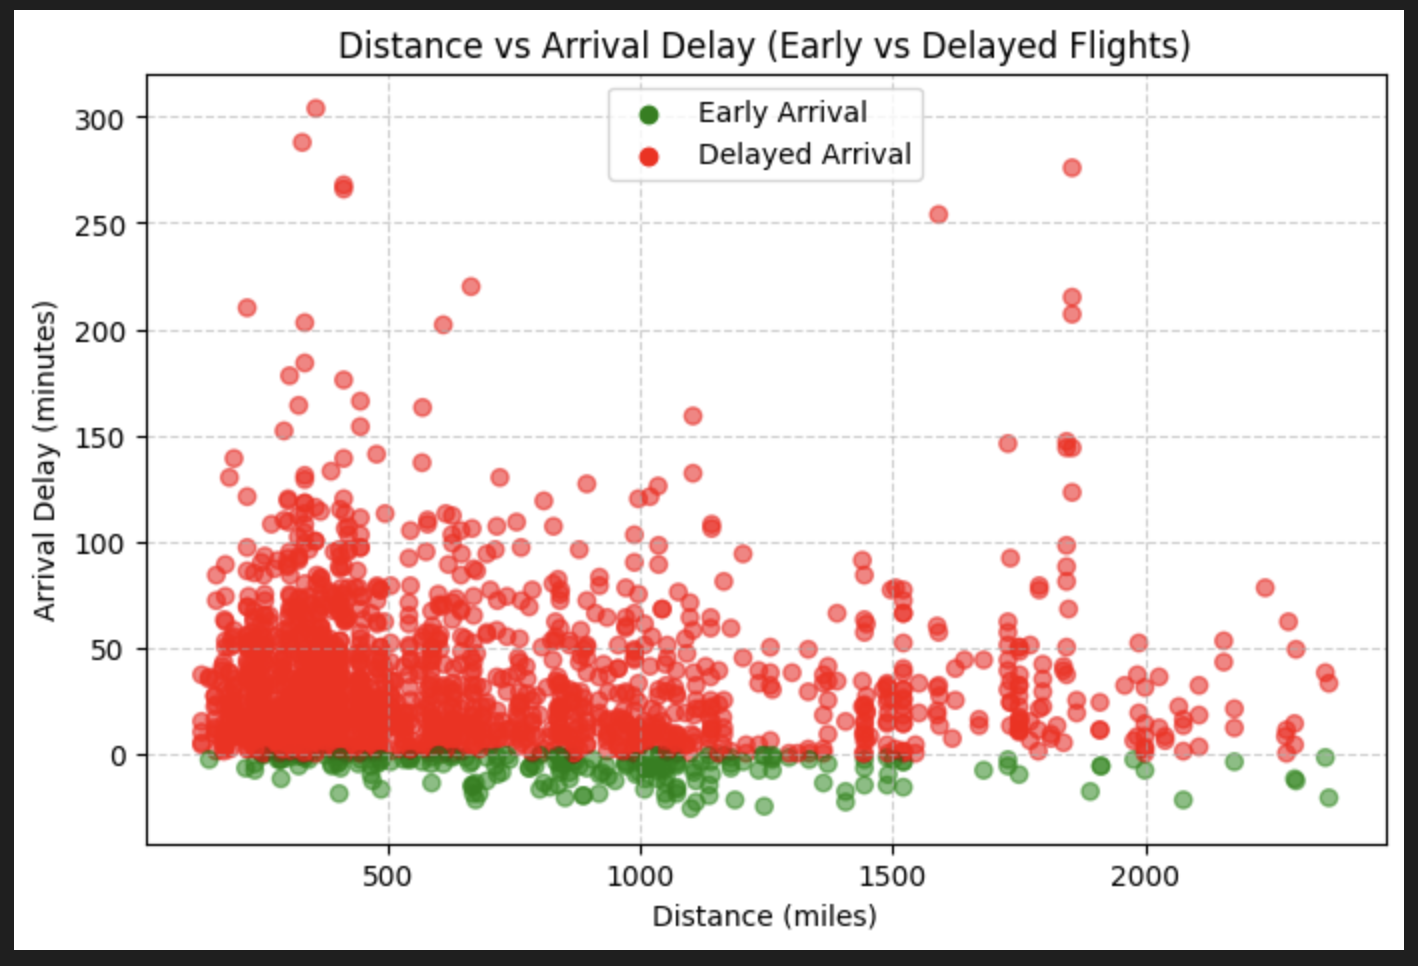 Distance vs Arrival Delay (Early vs Delayed Flights)
Early Arrival
Delayed Arrival
300
250
200
150
100
50
0
Arrival Delay (minutes)
500 1000 1500 2000
Distance (miles)